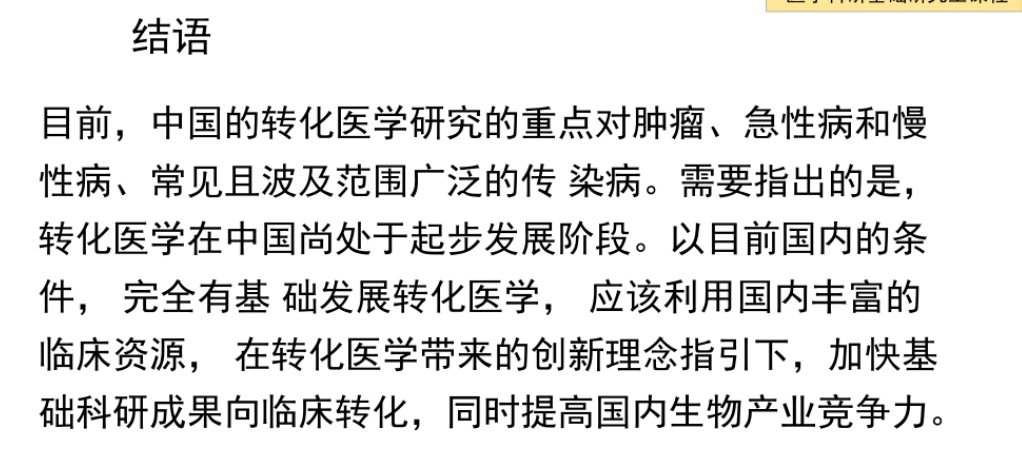 结语
目前，中国的转化医学研究的重点对肿瘤、急性病和慢
性病、常见且波及范围广泛的传 染病。需要指出的是，
转化医学在中国尚处于起步发展阶段。以目前国内的条
件， 完全有基 础发展转化医学， 应该利用国内丰富的
临床资源， 在转化医学带来的创新理念指引下，加快基
础科研成果向临床转化，同时提高国内生物产业竞争力。